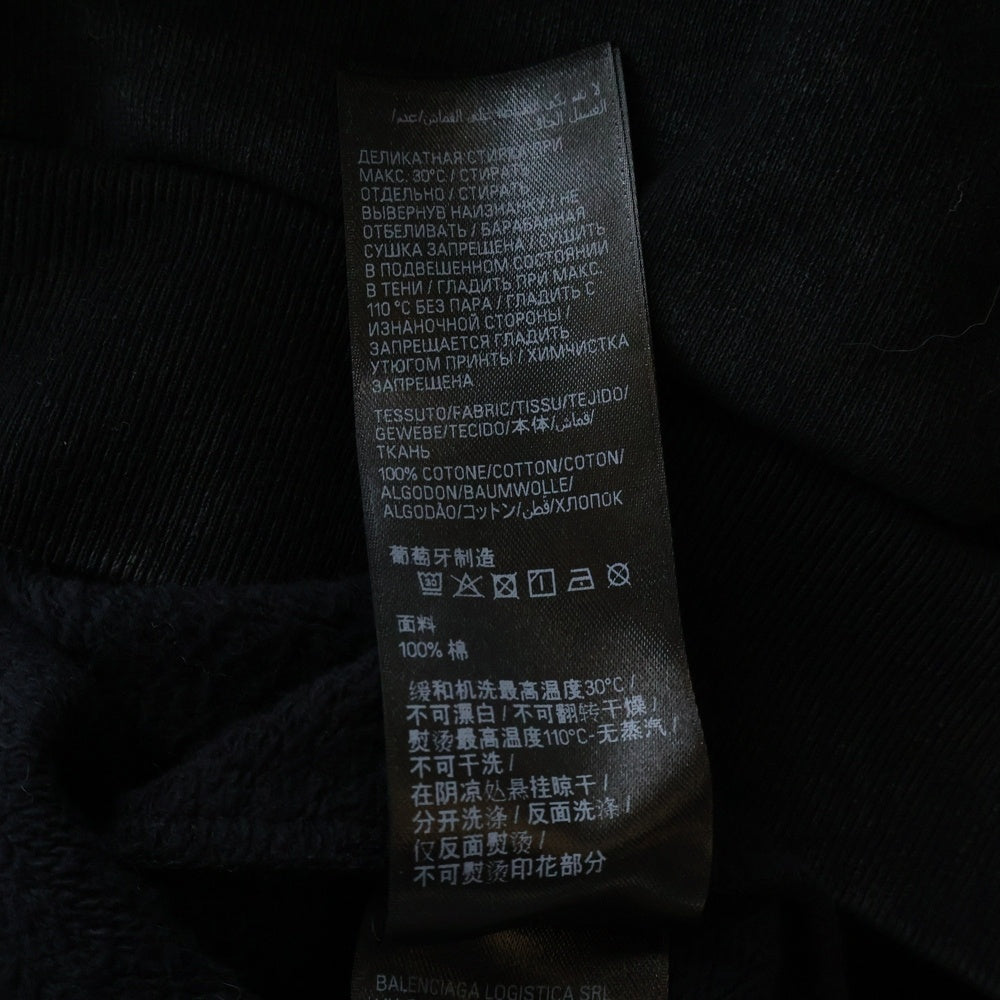 لا
على القماش/عدم/
الغسل الجاف
ДЕЛИКАТНАЯ СТИРКА ПРИ
МАКС. 30°C / СТИРАТЬ
ОТДЕЛЬНО / СТИРАТЬ
ВЫВЕРНУВ НАИЗНАНКУ / НЕ
ОТБЕЛИВАТЬ / БАРАБАННАЯ
СУШКА ЗАПРЕЩЕНА / СУШИТЬ
В ПОДВЕШЕННОМ СОСТОЯНИИ
В ТЕНИ / ГЛАДИТЬ ПРИ МАКС.
110 °C БЕЗ ПАРА / ГЛАДИТЬ С
ИЗНАНОЧНОЙ СТОРОНЫ /
ЗАПРЕЩАЕТСЯ ГЛАДИТЬ
УТЮГОМ ПРИНТЫ / ХИМЧИСТКА
ЗАПРЕЩЕНА
TESSUTO/FABRIC/TISSU/TEJIDO/
GEWEBE/TECIDO/本体/قماش/
ТКАНЬ
100% COTONE/COTTON/COTON/
ALGODON/BAUMWOLLE/
ALGODÃO/コットン/قطن/ХЛОПОК
葡萄牙制造
30
面料
100% 棉
缓和机洗最高温度30°C /
不可漂白 / 不可翻转干燥 /
熨烫最高温度110°C-无蒸汽 /
不可干洗 /
在阴凉处悬挂晾干 /
分开洗涤 / 反面洗涤 /
仅反面熨烫 /
不可熨烫印花部分
BALENCIAGA LOGISTICA SRL